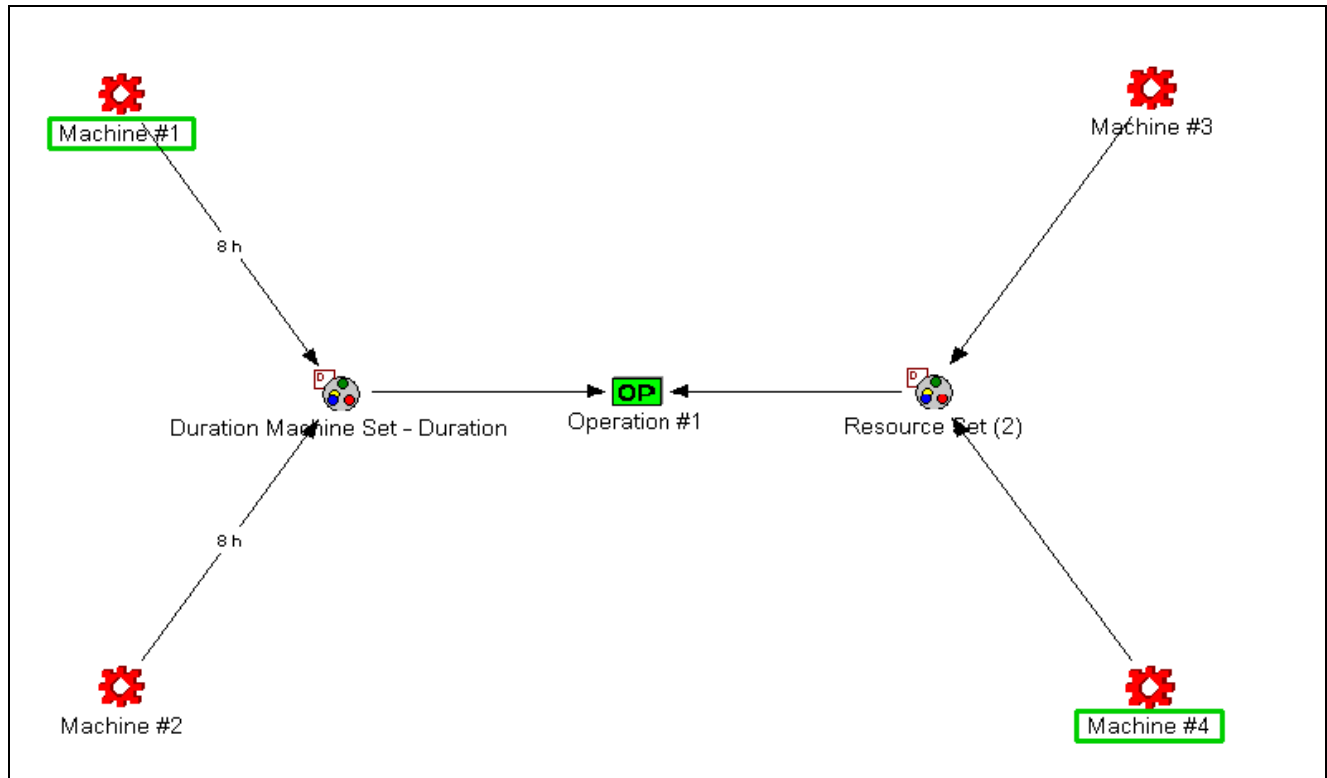 Machine #1
Machine #3
8 h
D
D
OP
Duration Machine Set - Duration
Operation #1
Resource Set (2)
8 h
Machine #2
Machine #4